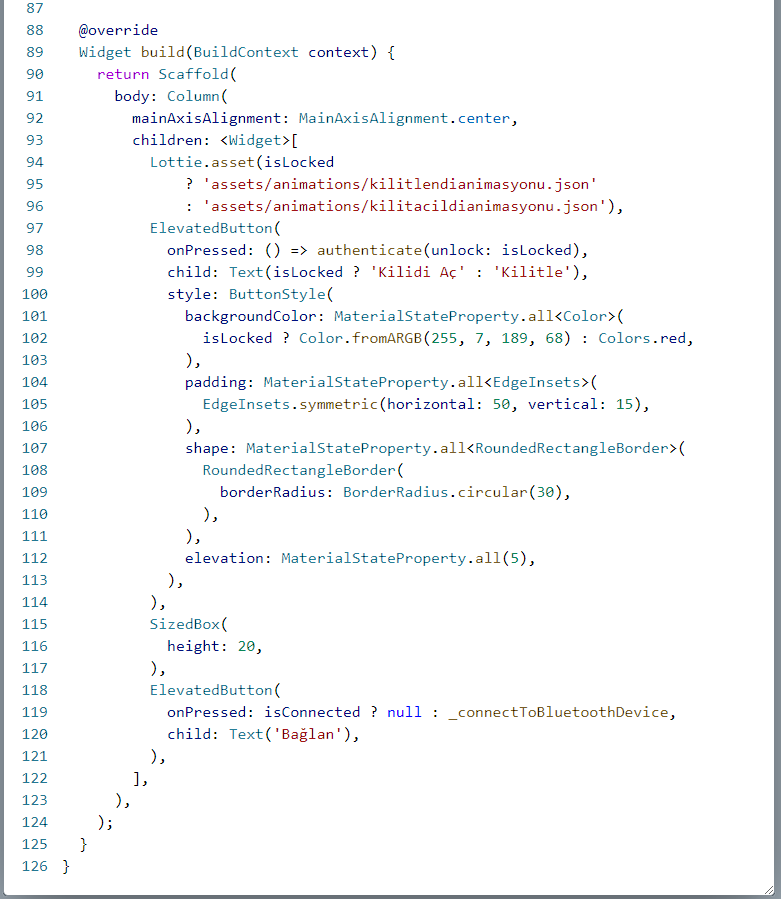 87
88    @override
89    Widget build(BuildContext context) {
90      return Scaffold(
91        body: Column(
92          mainAxisAlignment: MainAxisAlignment.center,
93          children: <Widget>[
94            Lottie.asset(isLocked
95                ? 'assets/animations/kilitlendianimasyonu.json'
96                : 'assets/animations/kilitacildianimasyonu.json'),
97            ElevatedButton(
98              onPressed: () => authenticate(unlock: isLocked),
99              child: Text(isLocked ? 'Kilidi Aç' : 'Kilitle'),
100              style: ButtonStyle(
101                backgroundColor: MaterialStateProperty.all<Color>(
102                  isLocked ? Color.fromARGB(255, 7, 189, 68) : Colors.red,
103                ),
104                padding: MaterialStateProperty.all<EdgeInsets>(
105                  EdgeInsets.symmetric(horizontal: 50, vertical: 15),
106                ),
107                shape: MaterialStateProperty.all<RoundedRectangleBorder>(
108                  RoundedRectangleBorder(
109                    borderRadius: BorderRadius.circular(30),
110                  ),
111                ),
112                elevation: MaterialStateProperty.all(5),
113              ),
114            ),
115            SizedBox(
116              height: 20,
117            ),
118            ElevatedButton(
119              onPressed: isConnected ? null : _connectToBluetoothDevice,
120              child: Text('Bağlan'),
121            ),
122          ],
123        ),
124      );
125    }
126  }